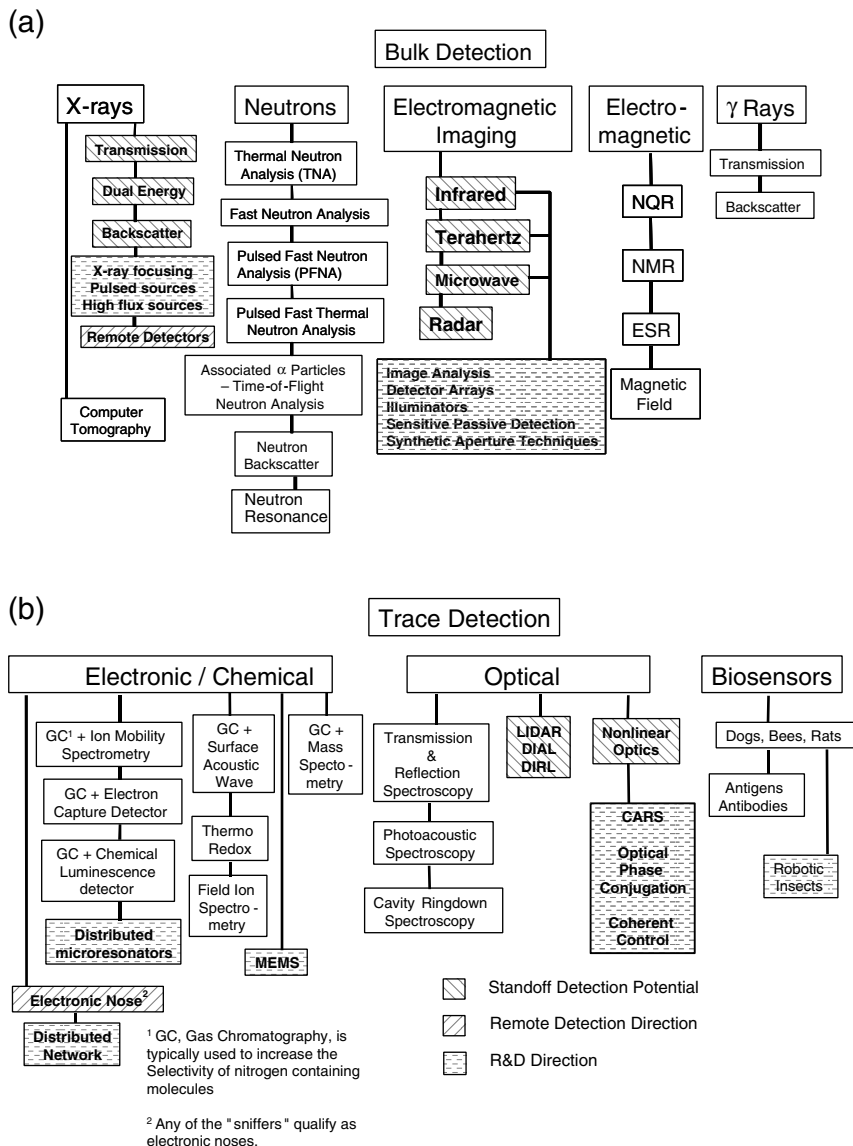 (a)
Bulk Detection
X-rays
Transmission
Dual Energy
Backscatter
X-ray focusing
Pulsed sources
High flux sources
Remote Detectors
Computer
Tomography
Neutrons
Thermal Neutron
Analysis (TNA)
Fast Neutron Analysis
Pulsed Fast Neutron
Analysis (PFNA)
Pulsed Fast Thermal
Neutron Analysis
Associated α Particles
– Time-of-Flight
Neutron Analysis
Neutron
Backscatter
Neutron
Resonance
Electromagnetic
Imaging
Infrared
Terahertz
Microwave
Radar
Image Analysis
Detector Arrays
Illuminators
Sensitive Passive Detection
Synthetic Aperture Techniques
Electro-
magnetic
NQR
NMR
ESR
Magnetic
Field
γ Rays
Transmission
Backscatter
(b)
Trace Detection
Electronic / Chemical
GC¹ + Ion Mobility
Spectrometry
GC + Electron
Capture Detector
GC + Chemical
Luminescence
detector
Distributed
microresonators
Electronic Nose²
Distributed
Network
GC +
Surface
Acoustic
Wave
Thermo
Redox
Field Ion
Spectro-
metry
MEMS
GC +
Mass
Specto-
metry
Optical
Transmission
&
Reflection
Spectroscopy
Photoacoustic
Spectroscopy
Cavity Ringdown
Spectroscopy
LIDAR
DIAL
DIRL
Nonlinear
Optics
CARS
Optical
Phase
Conjugation
Coherent
Control
Biosensors
Dogs, Bees, Rats
Antigens
Antibodies
Robotic
Insects
Standoff Detection Potential
Remote Detection Direction
R&D Direction
¹ GC, Gas Chromatography, is
typically used to increase the
Selectivity of nitrogen containing
molecules
² Any of the "sniffers" qualify as
electronic noses.